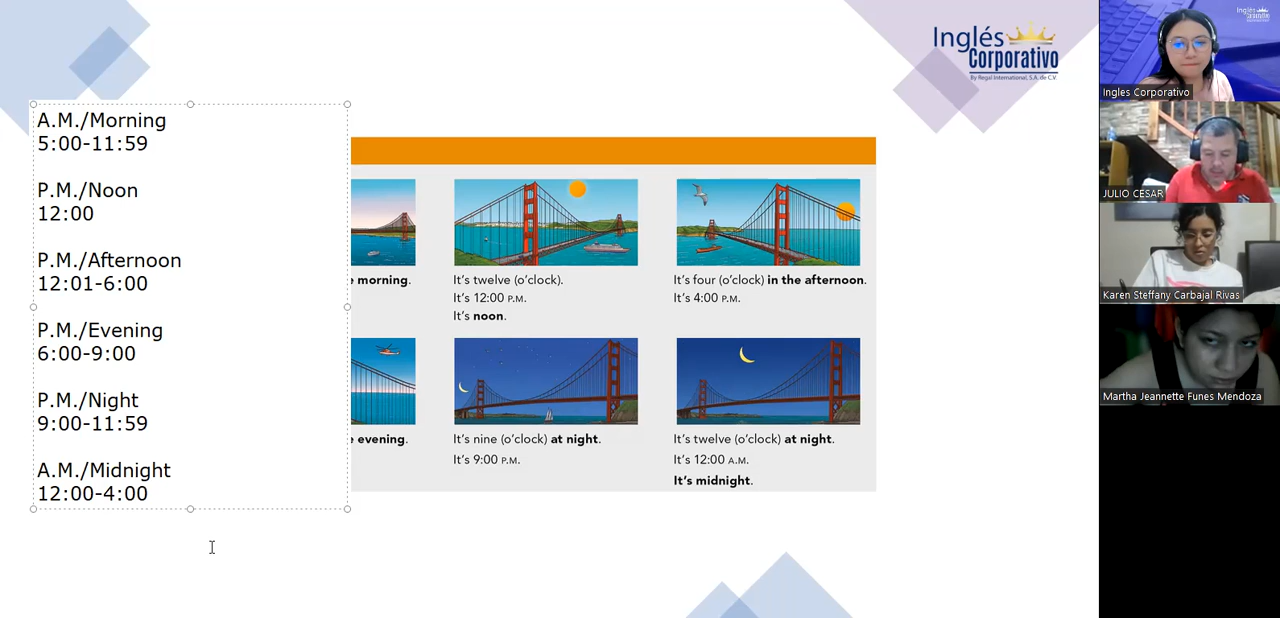 Inglés
Corporativo
By Regal International, S.A. de C.V.
A.M./Morning
5:00-11:59
P.M./Noon
12:00
P.M./Afternoon
12:01-6:00
P.M./Evening
6:00-9:00
P.M./Night
9:00-11:59
A.M./Midnight
12:00-4:00
e morning.
It's twelve (o'clock).
It's 12:00 P.M.
It's noon.
It's four (o'clock) in the afternoon.
It's 4:00 P.M.
e evening.
It's nine (o'clock) at night.
It's 9:00 P.M.
It's twelve (o'clock) at night.
It's 12:00 A.M.
It's midnight.
Ingles Corporativo
JULIO CESAR
Karen Steffany Carbajal Rivas
Martha Jeannette Funes Mendoza